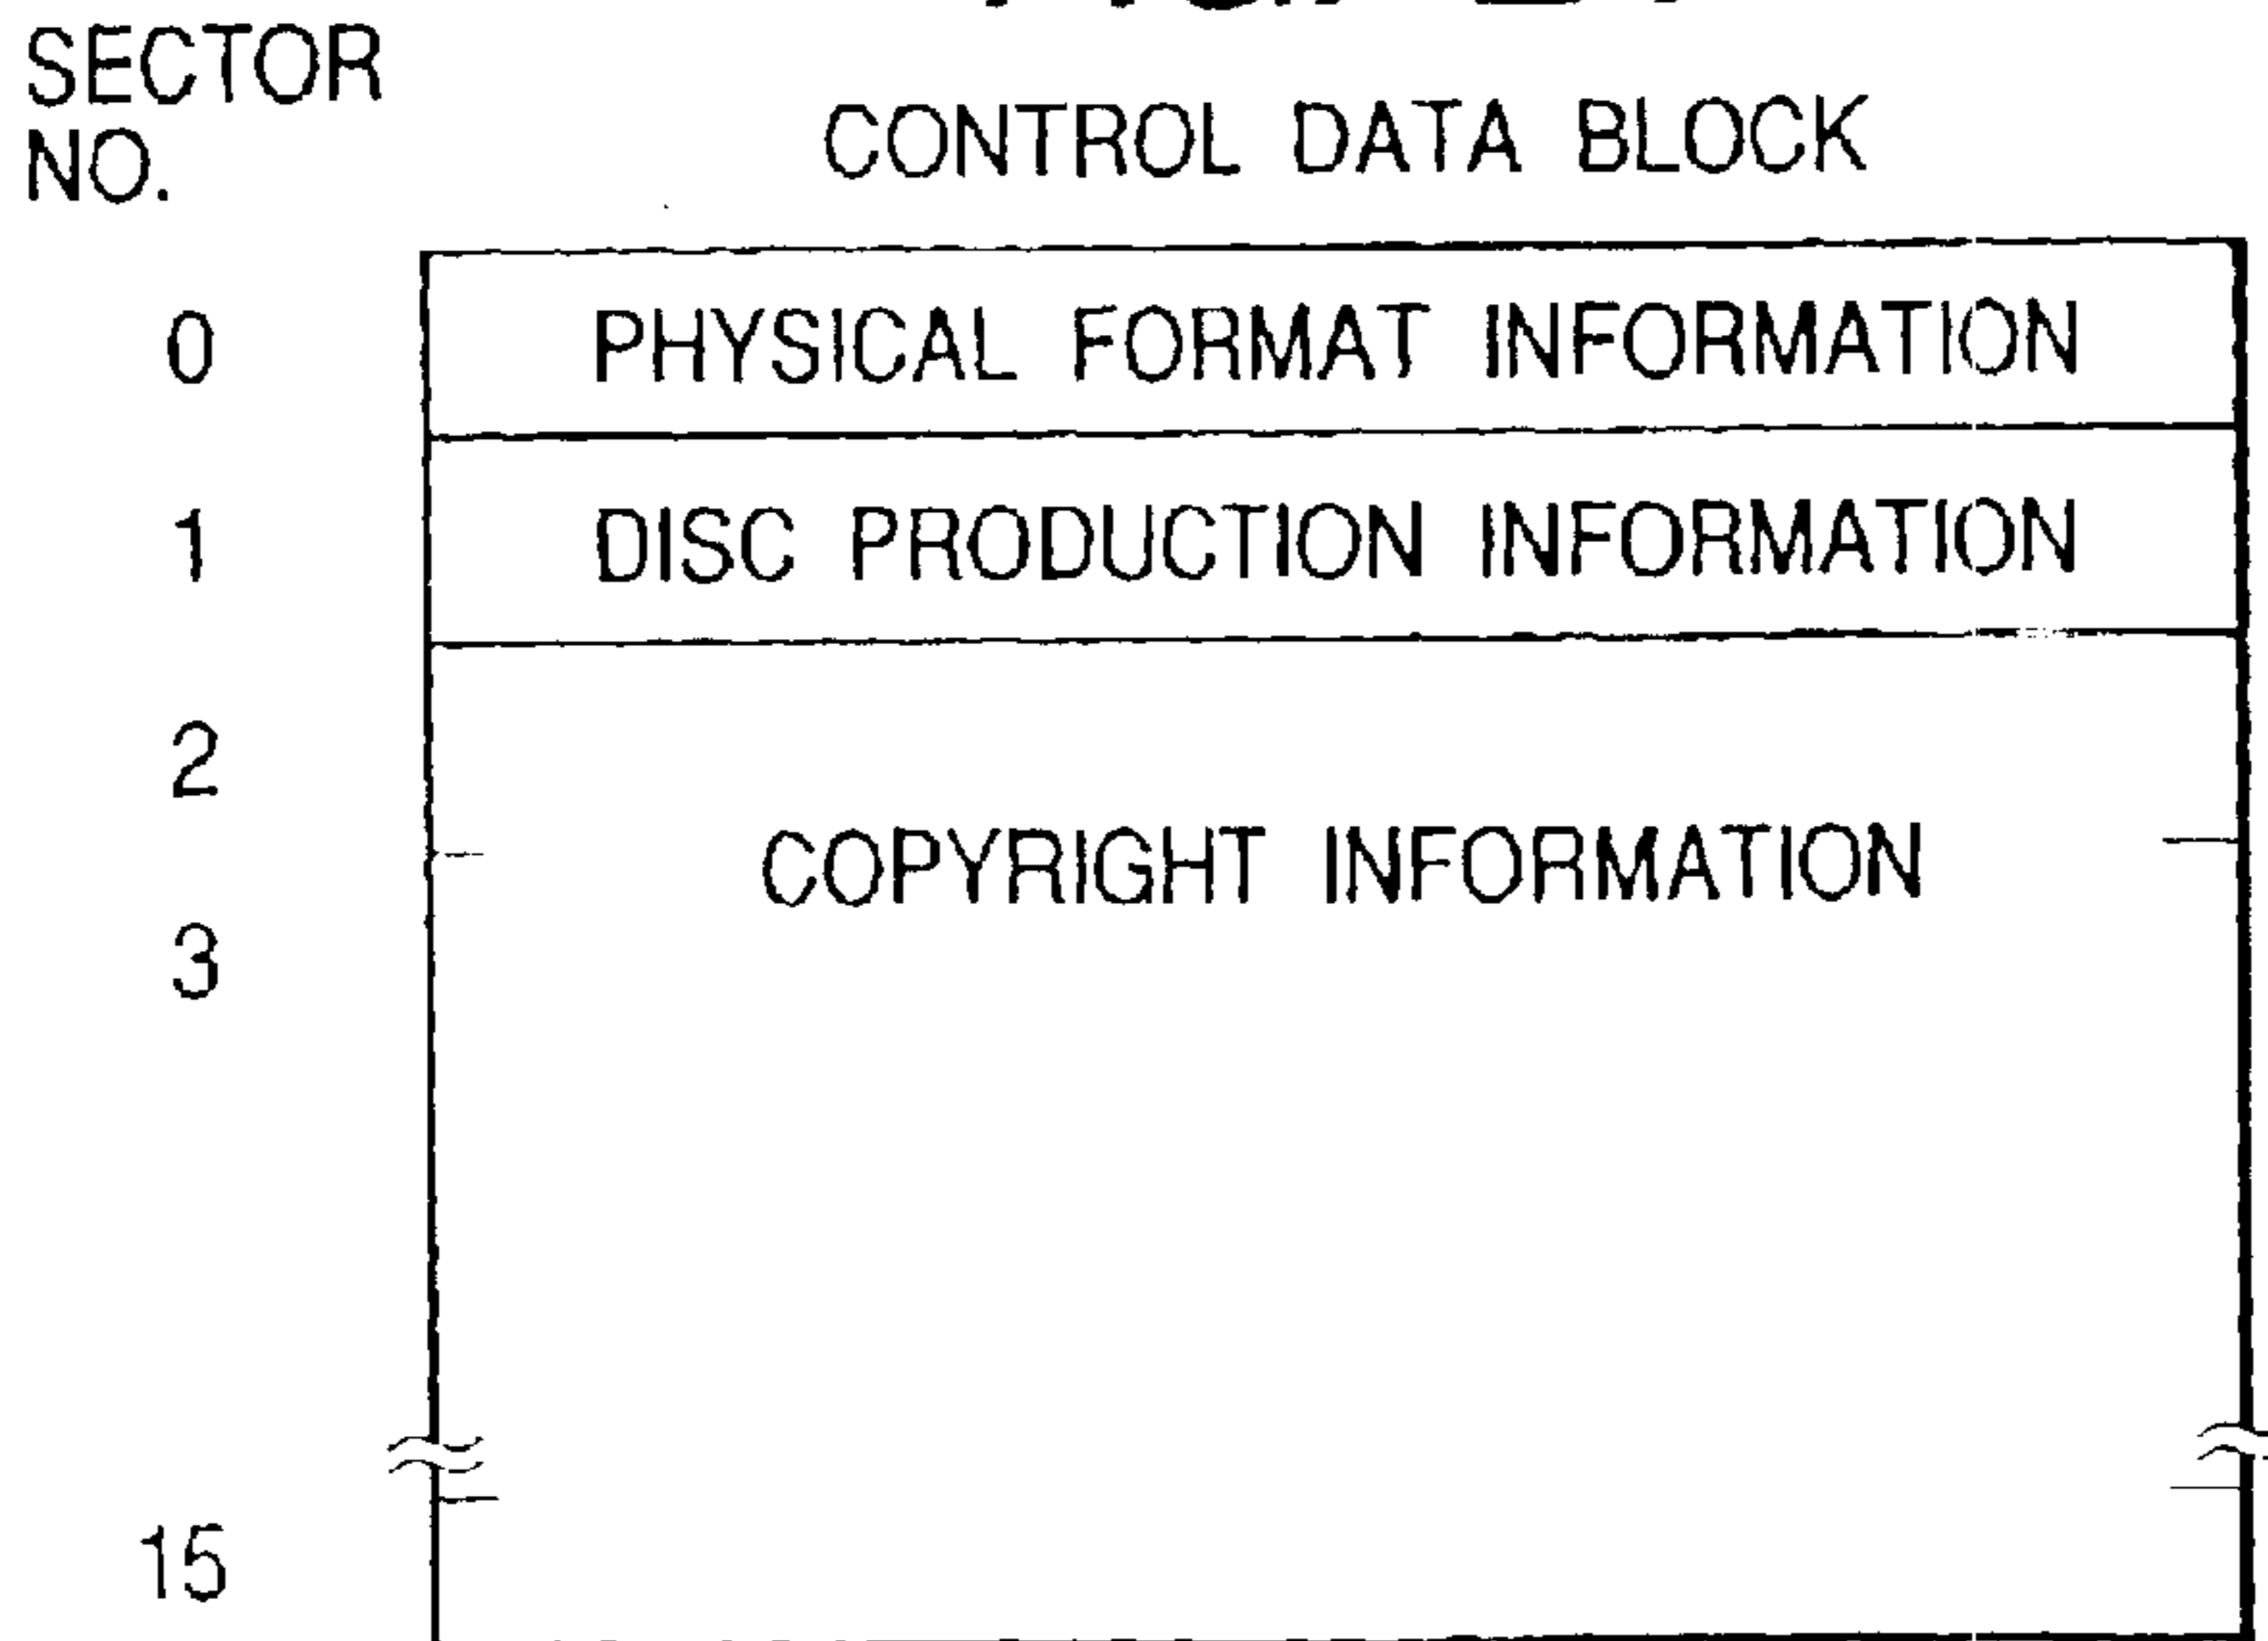 SECTOR
NO.
CONTROL DATA BLOCK
0 PHYSICAL FORMAT INFORMATION
1 DISC PRODUCTION INFORMATION
2
COPYRIGHT INFORMATION
3
15